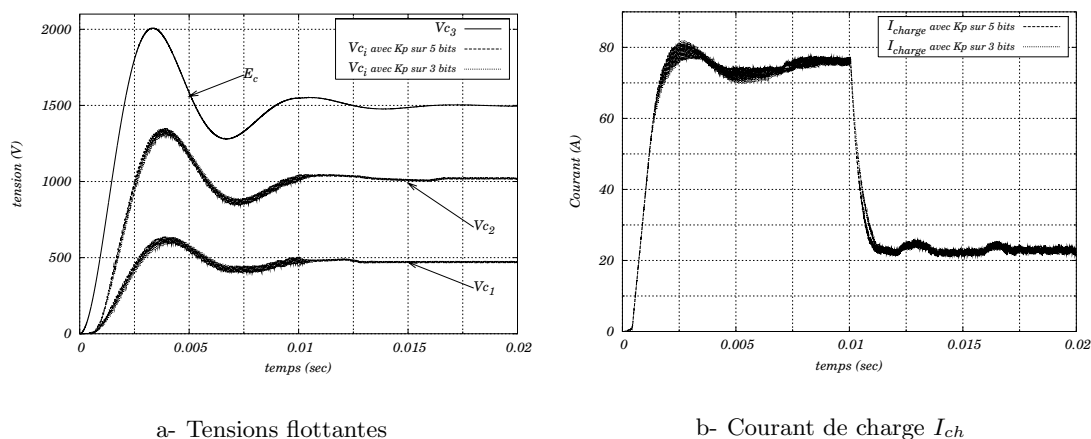 Vc3
Vci avec Kp sur 5 bits
Vci avec Kp sur 3 bits
Ec
Vc2
Vc1
tension (V)
2000
1500
1000
500
0
0
0.005
0.01
0.015
0.02
temps (sec)
a- Tensions flottantes
Icharge avec Kp sur 5 bits
Icharge avec Kp sur 3 bits
Courant (A)
80
60
40
20
0
0
0.005
0.01
0.015
0.02
temps (sec)
b- Courant de charge Ich